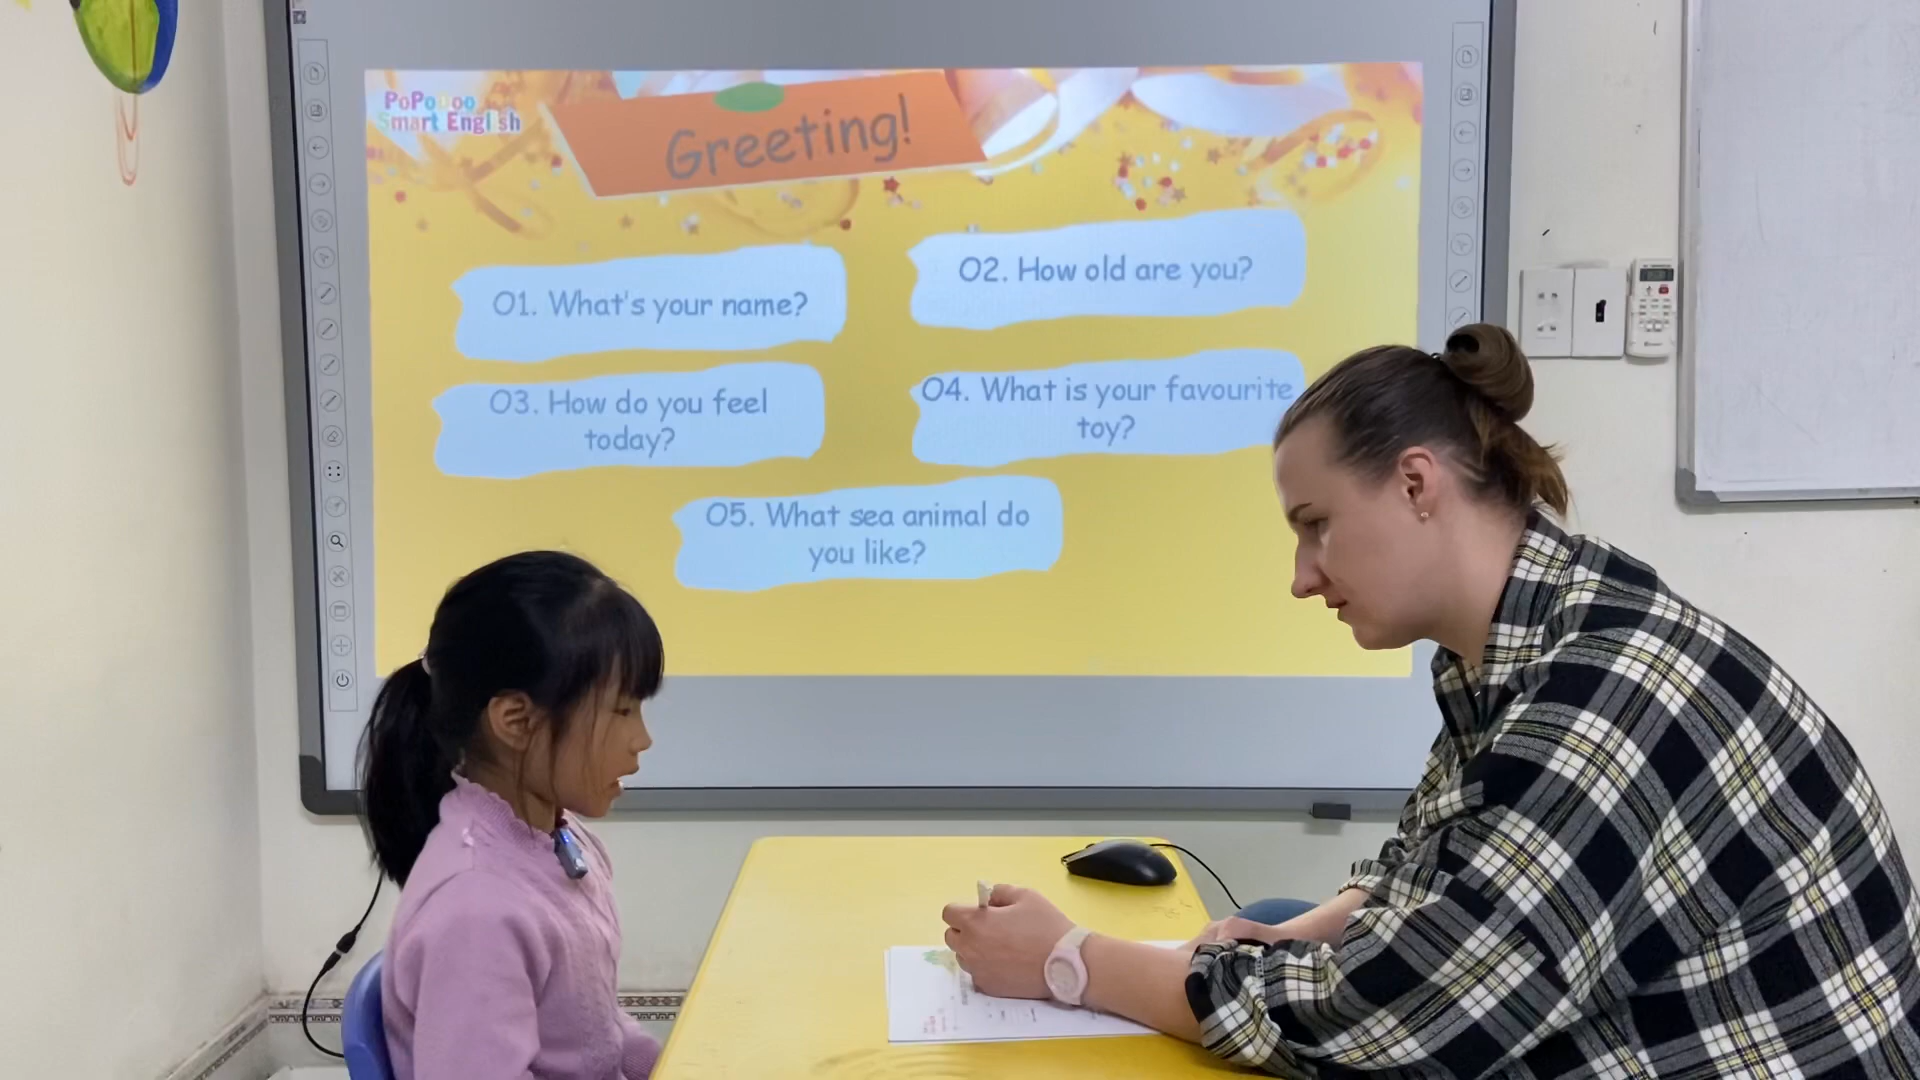 PoPoDoo
Smart English
Greeting!
01. What's your name?
02. How old are you?
03. How do you feel
today?
04. What is your favourite
toy?
05. What sea animal do
you like?